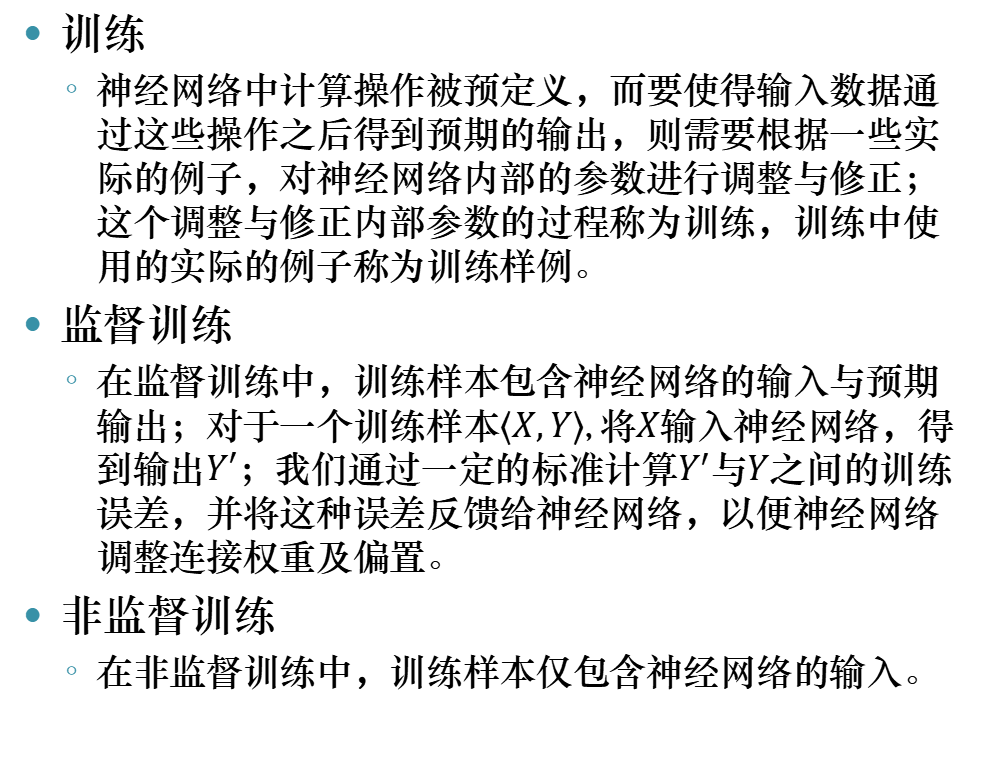 • 训练
◦ 神经网络中计算操作被预定义，而要使得输入数据通
过这些操作之后得到预期的输出，则需要根据一些实
际的例子，对神经网络内部的参数进行调整与修正；
这个调整与修正内部参数的过程称为训练，训练中使
用的实际的例子称为训练样例。
• 监督训练
◦ 在监督训练中，训练样本包含神经网络的输入与预期
输出；对于一个训练样本⟨X, Y⟩, 将X输入神经网络，得
到输出Y′；我们通过一定的标准计算Y′与Y之间的训练
误差，并将这种误差反馈给神经网络，以便神经网络
调整连接权重及偏置。
• 非监督训练
◦ 在非监督训练中，训练样本仅包含神经网络的输入。